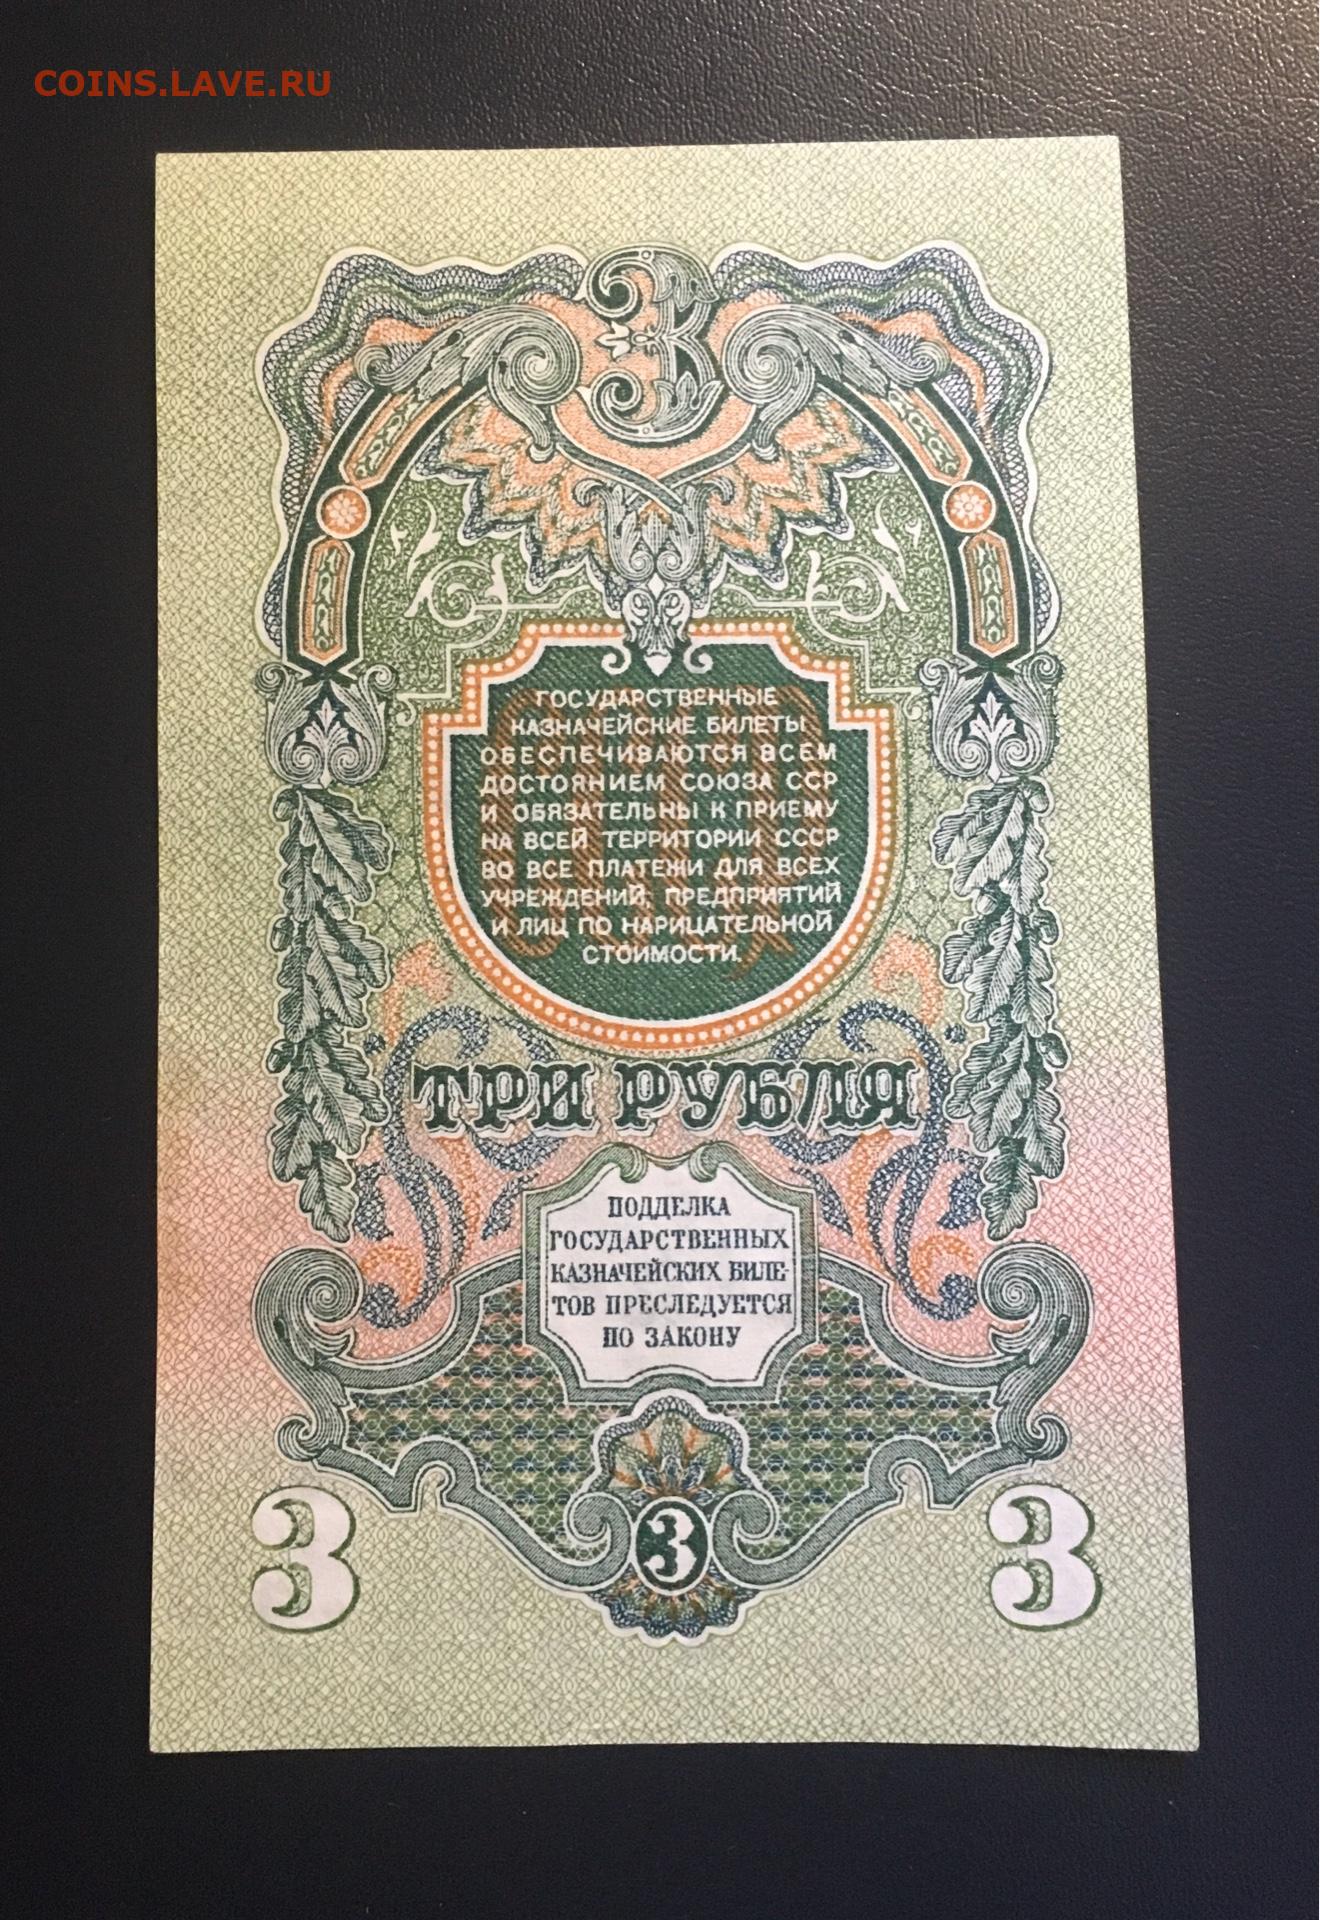 COINS.LAVE.RU
3
ГОСУДАРСТВЕННЫЕ
КАЗНАЧЕЙСКИЕ БИЛЕТЫ
ОБЕСПЕЧИВАЮТСЯ ВСЕМ
ДОСТОЯНИЕМ СОЮЗА ССР
И ОБЯЗАТЕЛЬНЫ К ПРИЕМУ
НА ВСЕЙ ТЕРРИТОРИИ СССР
ВО ВСЕ ПЛАТЕЖИ ДЛЯ ВСЕХ
УЧРЕЖДЕНИЙ, ПРЕДПРИЯТИЙ
И ЛИЦ ПО НАРИЦАТЕЛЬНОЙ
СТОИМОСТИ.
ТРИ РУБЛЯ
ПОДДЕЛКА
ГОСУДАРСТВЕННЫХ
КАЗНАЧЕЙСКИХ БИЛЕ-
ТОВ ПРЕСЛЕДУЕТСЯ
ПО ЗАКОНУ
3 3 3